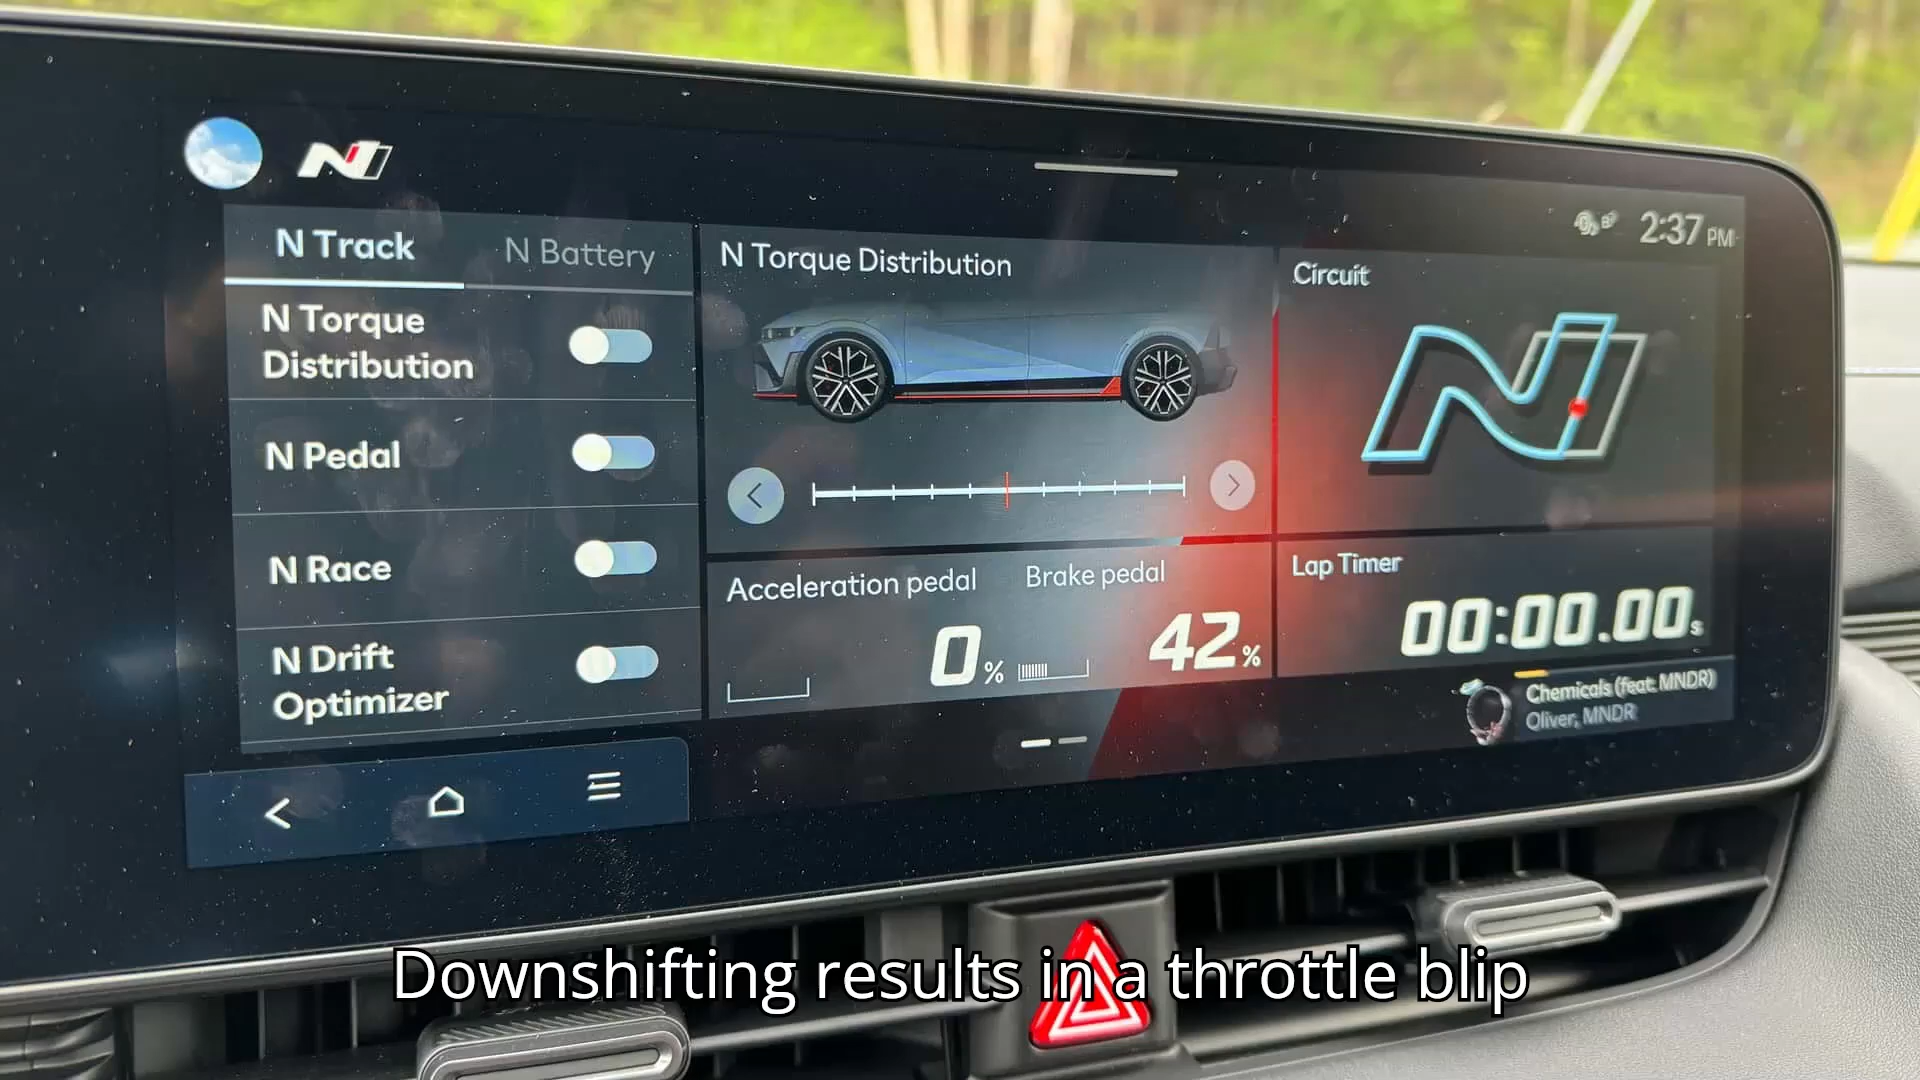 2:37 PM
N Track
N Battery
N Torque
Distribution
N Pedal
N Race
N Drift
Optimizer
N Torque Distribution
Acceleration pedal
0 %
Brake pedal
42 %
Circuit
Lap Timer
00:00.00 s
Chemicals (feat. MNDR)
Oliver, MNDR
Downshifting results in a throttle blip